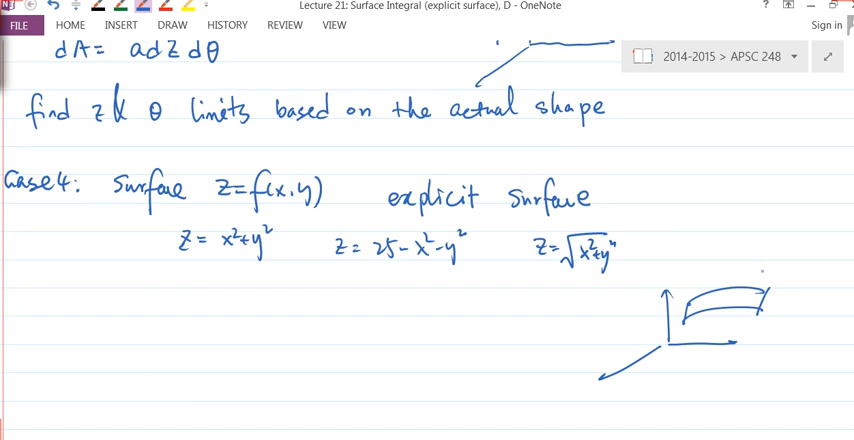 Lecture 21: Surface Integral (explicit surface), D - OneNote
FILE HOME INSERT DRAW HISTORY REVIEW VIEW Sign in
2014-2015 > APSC 248
dA = a dz dθ
find z & θ limits based on the actual shape
Case 4: Surface z=f(x,y) explicit surface
z = x²+y² z = 25-x²-y² z=√x²+y²